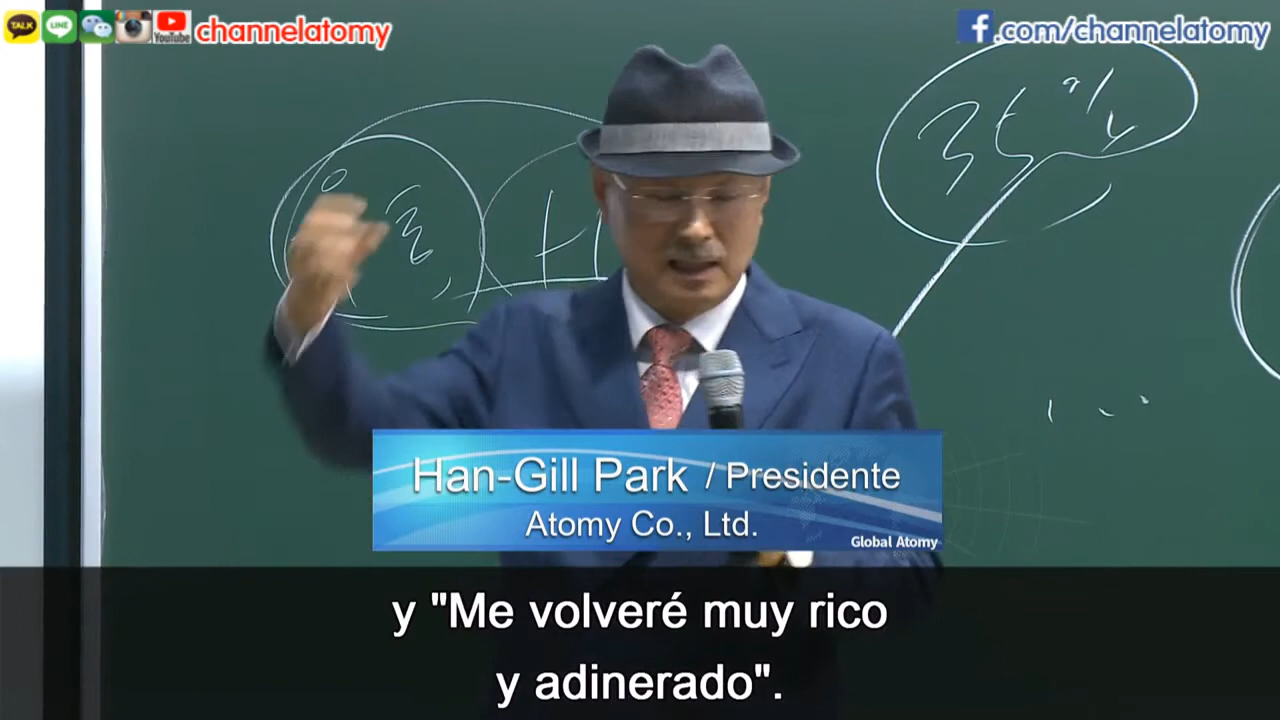 TALK
LINE
YouTube
channelatomy
f.com/channelatomy
35%
Han-Gill Park / Presidente
Atomy Co., Ltd.
Global Atomy
y "Me volveré muy rico
y adinerado".